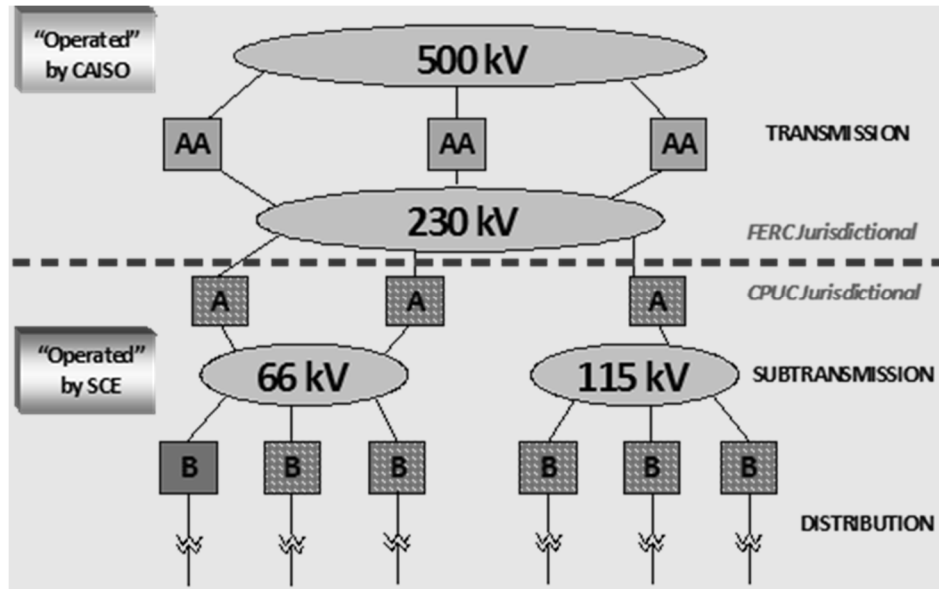 “Operated”
by CAISO
500 kV
AA
AA
AA
TRANSMISSION
230 kV
FERC Jurisdictional
CPUC Jurisdictional
A
A
A
“Operated”
by SCE
66 kV
115 kV
SUBTRANSMISSION
B
B
B
B
B
B
DISTRIBUTION